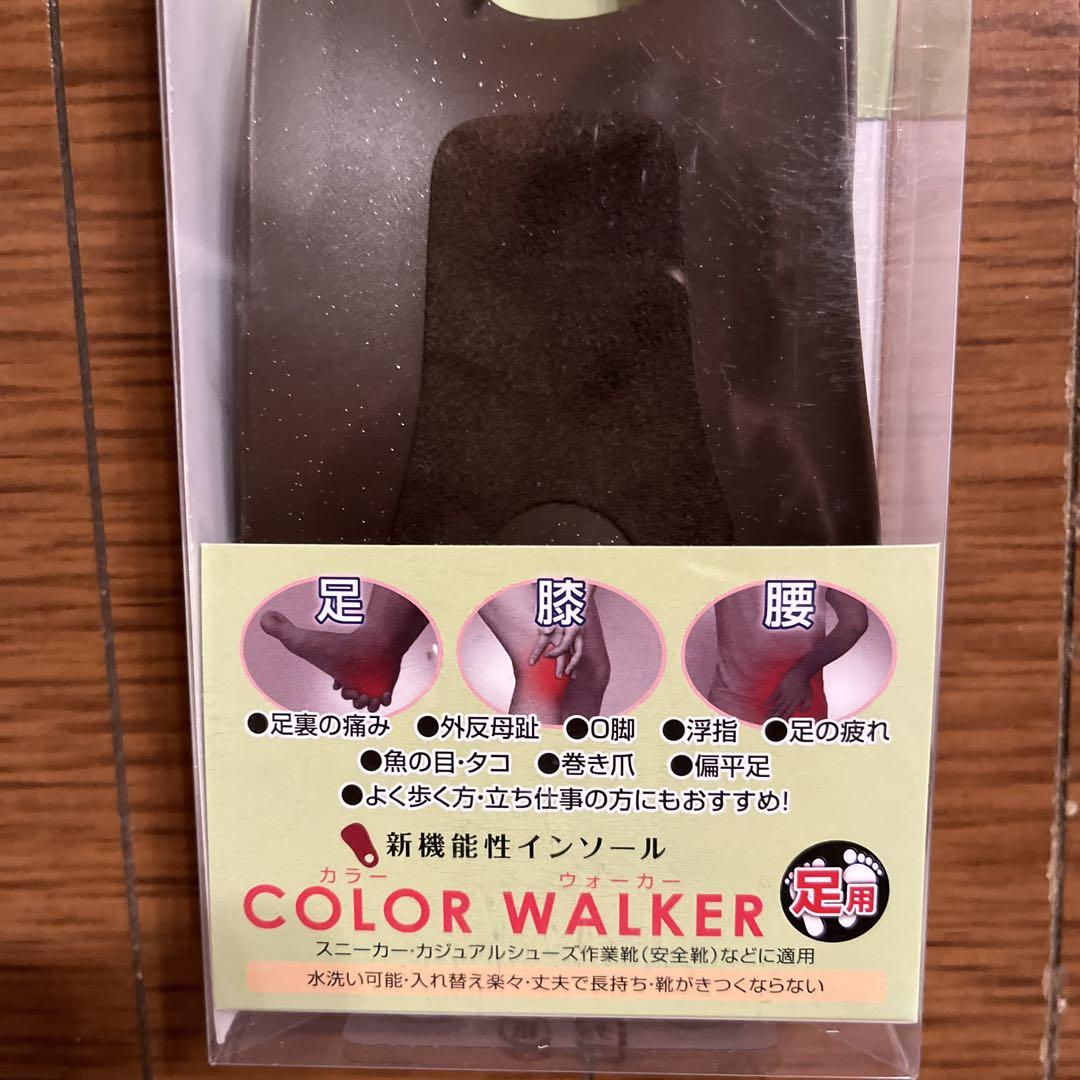 足 膝 腰
●足裏の痛み ●外反母趾 ●O脚 ●浮指 ●足の疲れ
●魚の目・タコ ●巻き爪 ●偏平足
●よく歩く方・立ち仕事の方にもおすすめ!
新機能性インソール
カラー ウォーカー
COLOR WALKER
足用
スニーカー・カジュアルシューズ作業靴(安全靴)などに適用
水洗い可能・入れ替え楽々・丈夫で長持ち・靴がきつくならない